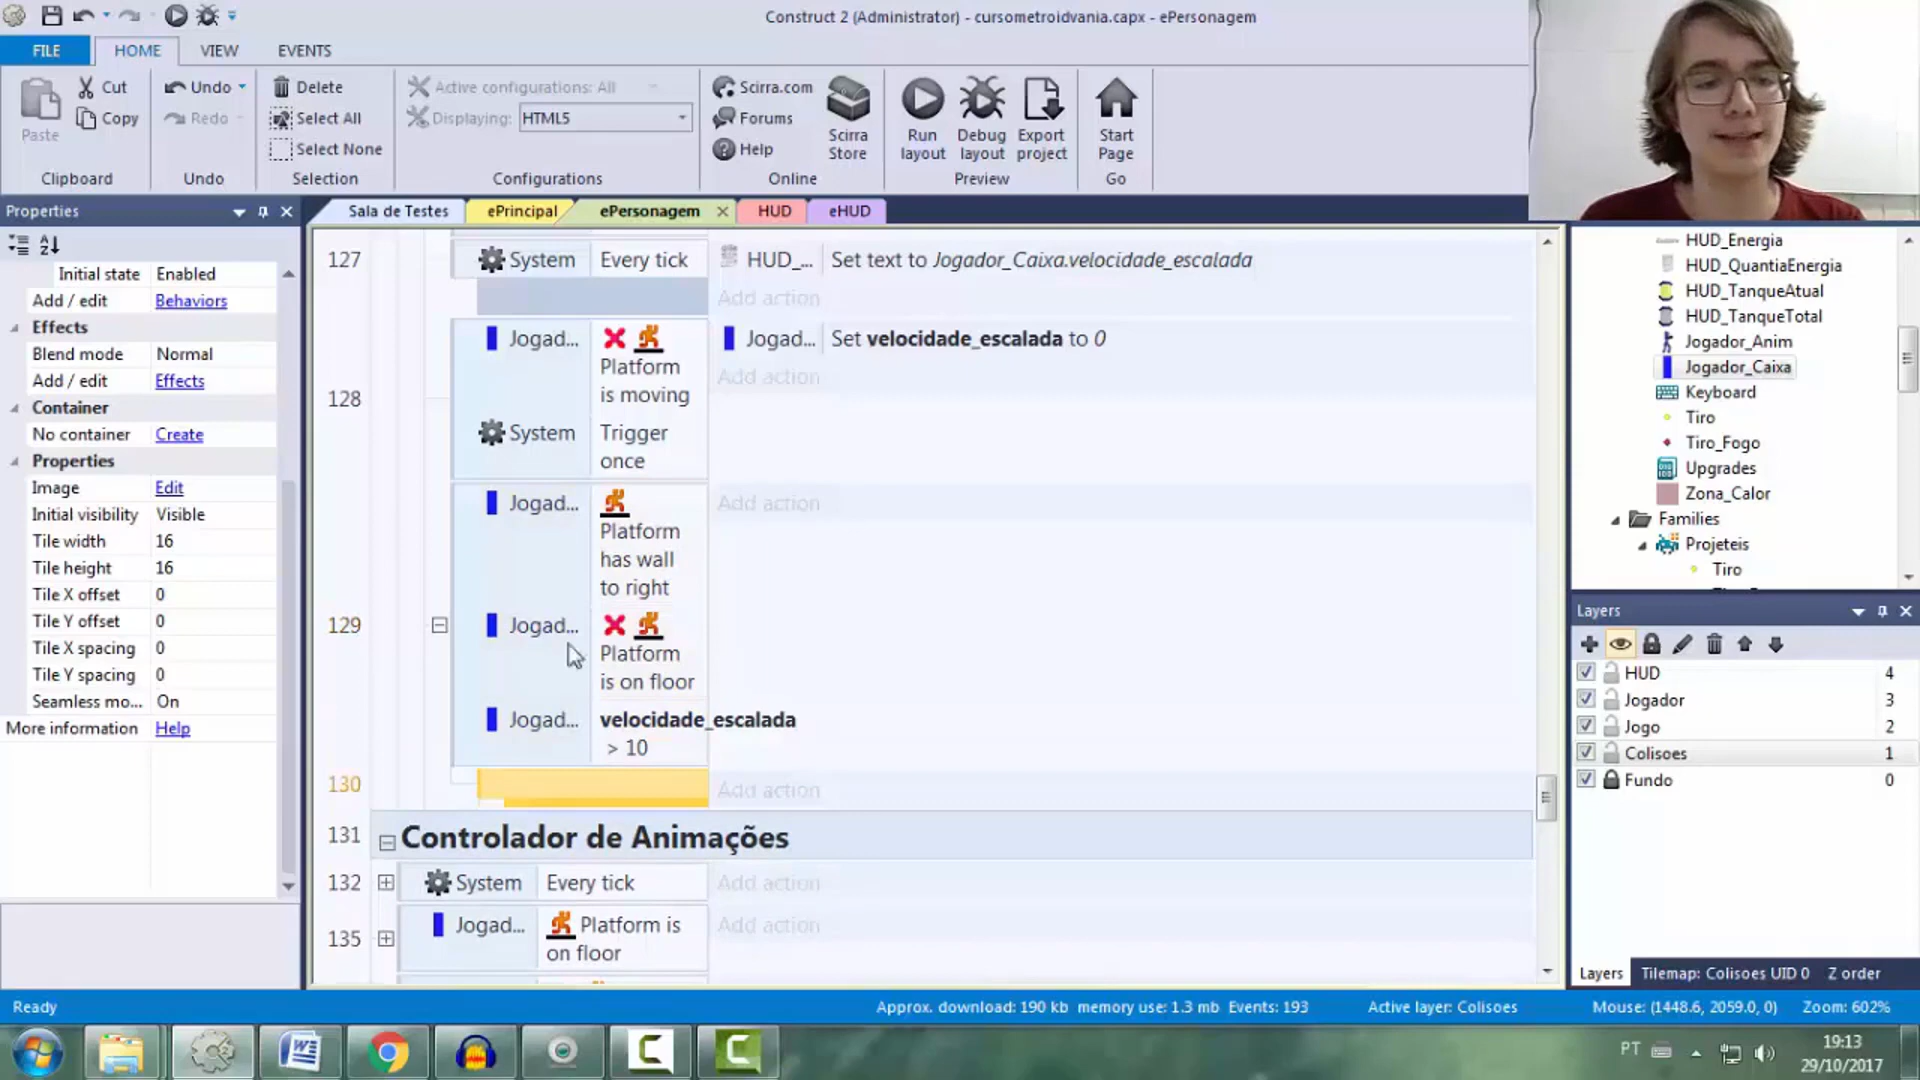 Construct 2 (Administrator) - cursometroidvania.capx - ePersonagem
FILE HOME VIEW EVENTS
Paste
Cut
Copy
Clipboard
Undo
Redo
Undo
Delete
Select All
Select None
Selection
Active configurations: All
Displaying: HTML5
Configurations
Scirra.com
Forums
Help
Scirra Store
Online
Run layout
Debug layout
Export project
Preview
Start Page
Go
Properties
Initial state Enabled
Add / edit Behaviors
Effects
Blend mode Normal
Add / edit Effects
Container
No container Create
Properties
Image Edit
Initial visibility Visible
Tile width 16
Tile height 16
Tile X offset 0
Tile Y offset 0
Tile X spacing 0
Tile Y spacing 0
Seamless mo... On
More information Help
Sala de Testes ePrincipal ePersonagem HUD eHUD
127 System Every tick HUD_... Set text to Jogador_Caixa.velocidade_escalada
Add action
128 Jogad... Platform is moving Jogad... Set velocidade_escalada to 0
Add action
System Trigger once
129 Jogad... Platform has wall to right Add action
Jogad... Platform is on floor
Jogad... velocidade_escalada > 10
130 Add action
131 Controlador de Animações
132 System Every tick Add action
135 Jogad... Platform is on floor Add action
HUD_Energia
HUD_QuantiaEnergia
HUD_TanqueAtual
HUD_TanqueTotal
Jogador_Anim
Jogador_Caixa
Keyboard
Tiro
Tiro_Fogo
Upgrades
Zona_Calor
Families
Projeteis
Tiro
Layers
HUD 4
Jogador 3
Jogo 2
Colisoes 1
Fundo 0
Layers Tilemap: Colisoes UID 0 Z order
Ready Approx. download: 190 kb memory use: 1.3 mb Events: 193 Active layer: Colisoes Mouse: (1448.6, 2059.0, 0) Zoom: 602%
PT 19:13
29/10/2017